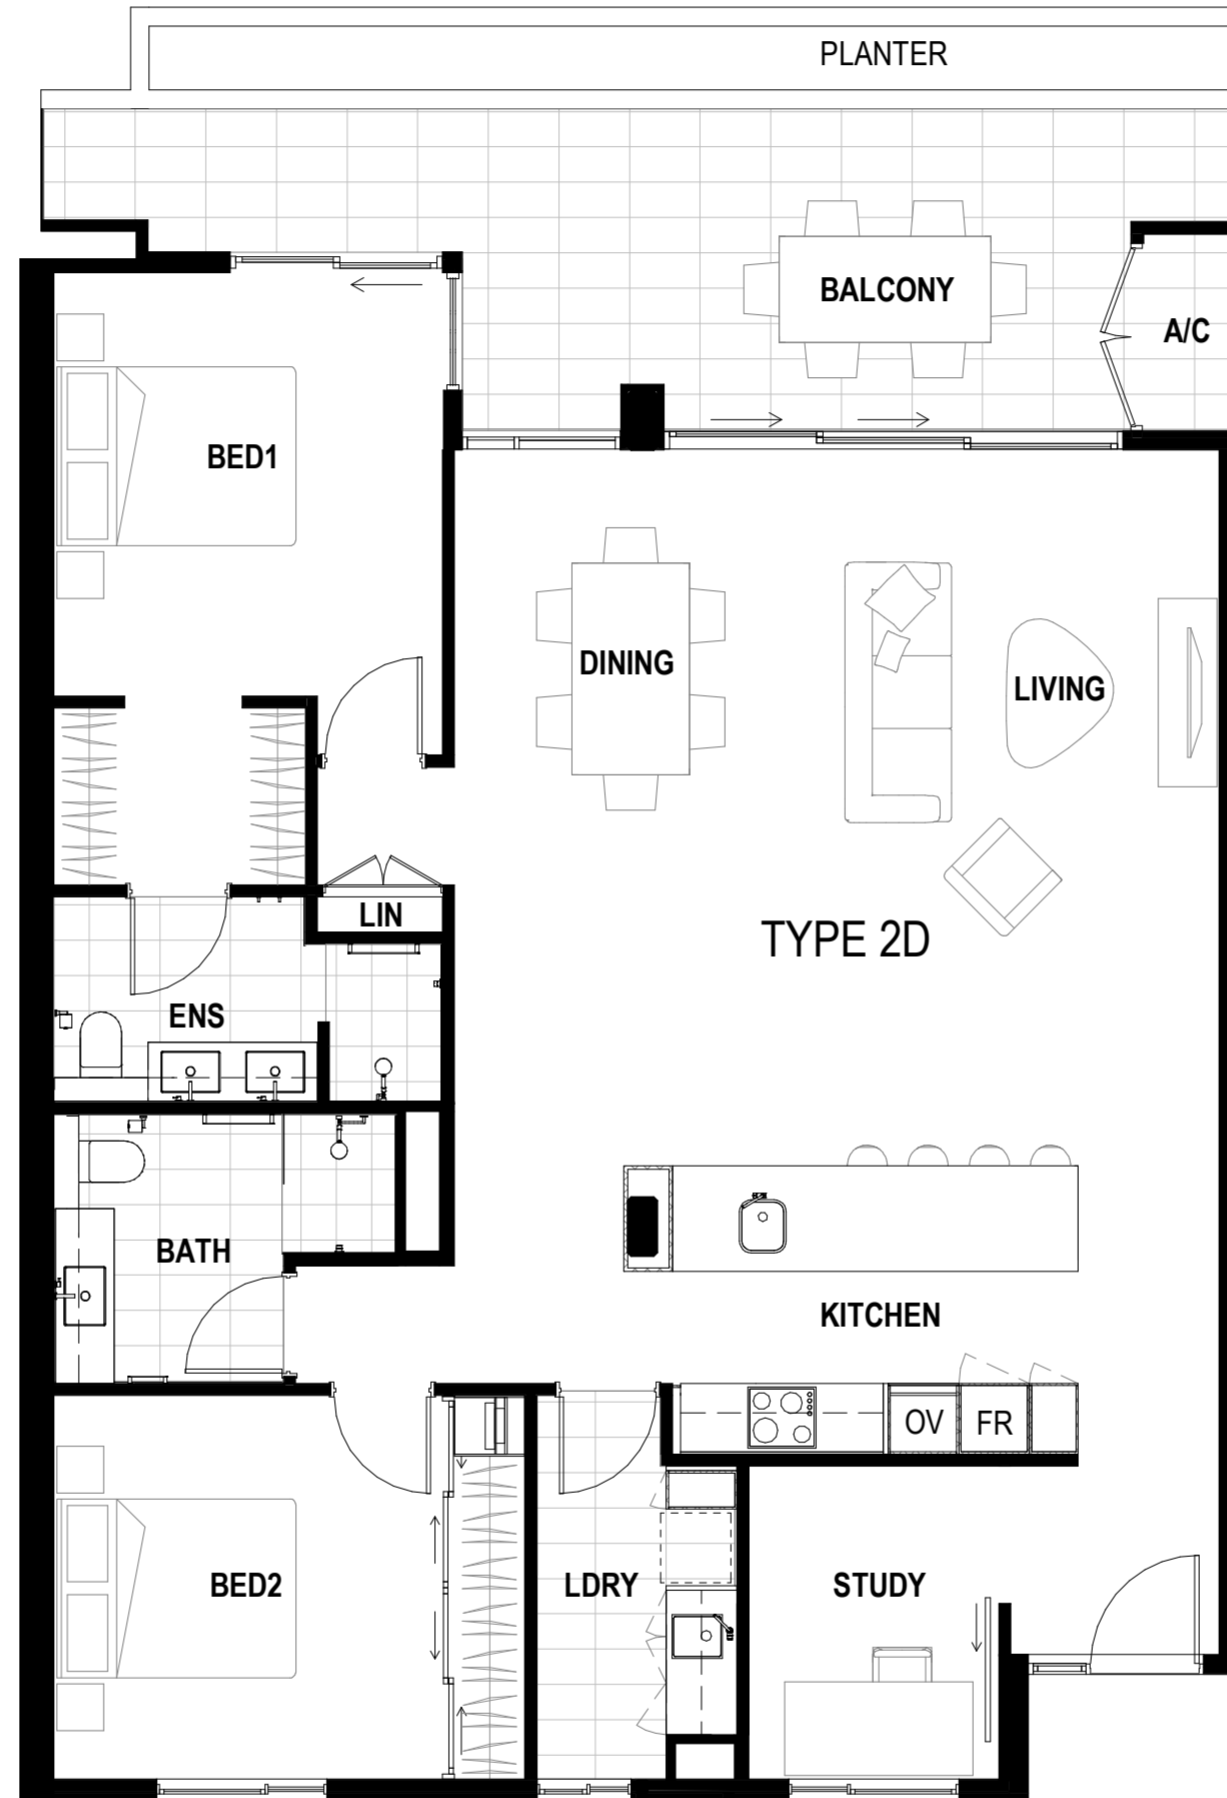 PLANTER
BALCONY
A/C
BED1
DINING
LIVING
LIN
TYPE 2D
ENS
BATH
KITCHEN
OV
FR
BED2
LDRY
STUDY